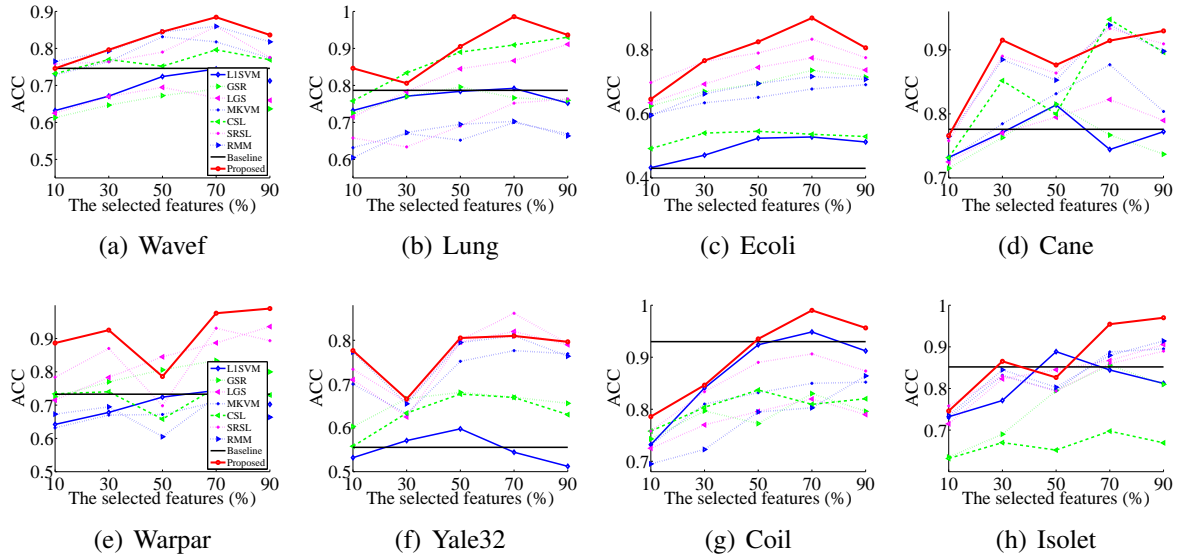 0.9 0.8 0.7 0.6 0.5
ACC
L1SVM
GSR
LGS
MKVM
CSL
SRSL
RMM
Baseline
Proposed
10 30 50 70 90
The selected features (%)
(a) Wavef
1 0.9 0.8 0.7 0.6
ACC
10 30 50 70 90
The selected features (%)
(b) Lung
0.8 0.6 0.4
ACC
10 30 50 70 90
The selected features (%)
(c) Ecoli
0.9 0.8 0.7
ACC
10 30 50 70 90
The selected features (%)
(d) Cane
0.9 0.8 0.7 0.6 0.5
ACC
L1SVM
GSR
LGS
MKVM
CSL
SRSL
RMM
Baseline
Proposed
10 30 50 70 90
The selected features (%)
(e) Warpar
0.8 0.7 0.6 0.5
ACC
10 30 50 70 90
The selected features (%)
(f) Yale32
1 0.9 0.8 0.7
ACC
10 30 50 70 90
The selected features (%)
(g) Coil
1 0.9 0.8 0.7
ACC
10 30 50 70 90
The selected features (%)
(h) Isolet